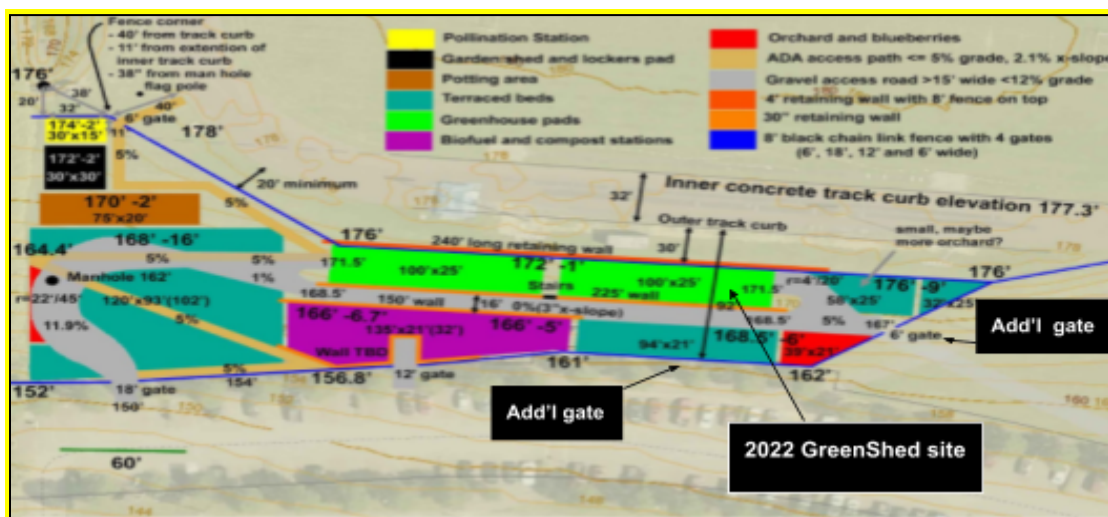 Fence corner
- 40' from track curb
- 11' from extention of
inner track curb
- 38" from man hole
flag pole
176'
20'
38'
32'
40'
6' gate
174'-2'
30'x15'
11'
178'
5%
172'-2'
30'x30'
170' -2'
75'x20'
5%
20' minimum
Pollination Station
Garden shed and lockers pad
Potting area
Terraced beds
Greenhouse pads
Biofuel and compost stations
Orchard and blueberries
ADA access path <= 5% grade, 2.1% x-slope
Gravel access road >15' wide <12% grade
4' retaining wall with 8' fence on top
30" retaining wall
8' black chain link fence with 4 gates
(6', 18', 12' and 6' wide)
32'
Inner concrete track curb elevation 177.3'
Outer track curb
30'
small, maybe
more orchard?
164.4'
168' -16'
5%
5%
1%
Manhole 162'
r=22'/45'
120'x93'(102')
11.9%
5%
5%
176'
240' long retaining wall
171.5'
100'x25'
172' -1'
Stairs
100'x25'
171.5'
r=4'/20'
176' -9'
176'
58'x25'
32'x25'
168.5'
150' wall
16'
0%(3"x-slope)
225' wall
92'
168.5'
5%
167'
6' gate
166' -6.7'
135'x21'(32')
166' -5'
Wall TBD
94'x21'
168.5' -6'
39'x21'
152'
18' gate
150'
154'
156.8'
12' gate
161'
162'
Add'l gate
Add'l gate
2022 GreenShed site
60'